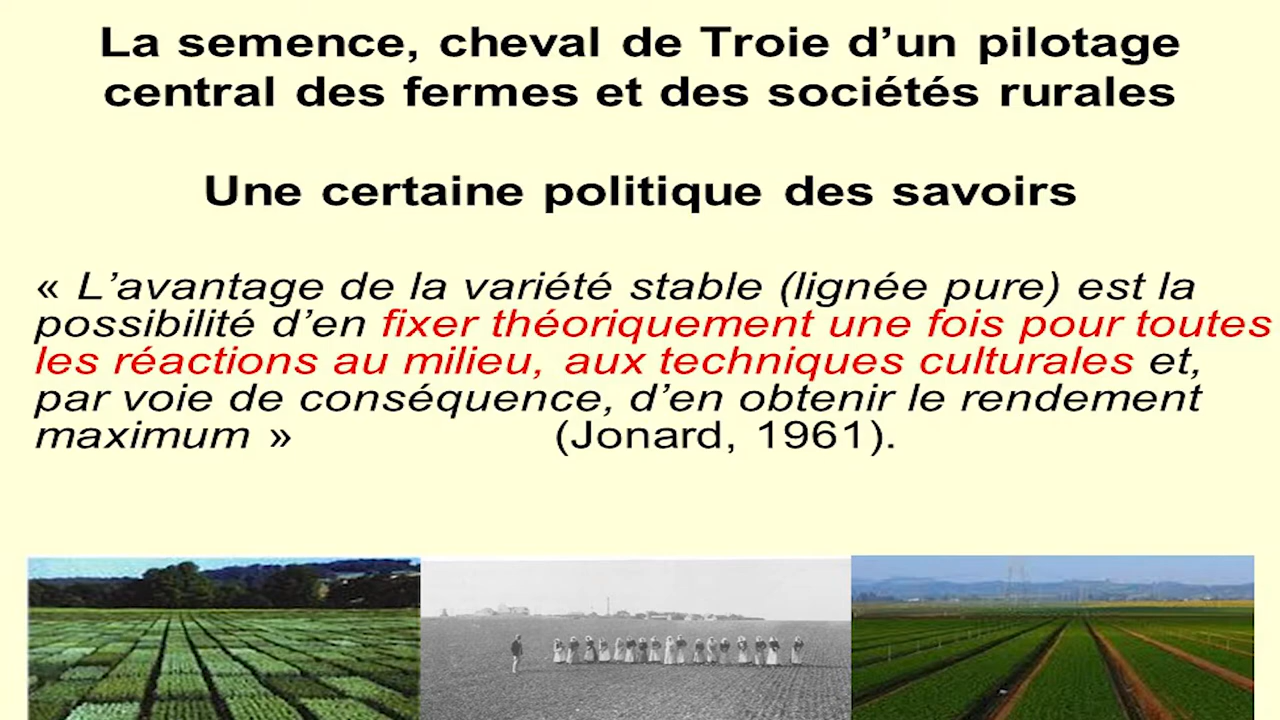 La semence, cheval de Troie d’un pilotage
central des fermes et des sociétés rurales
Une certaine politique des savoirs
« L’avantage de la variété stable (lignée pure) est la
possibilité d’en fixer théoriquement une fois pour toutes
les réactions au milieu, aux techniques culturales et,
par voie de conséquence, d’en obtenir le rendement
maximum » (Jonard, 1961).